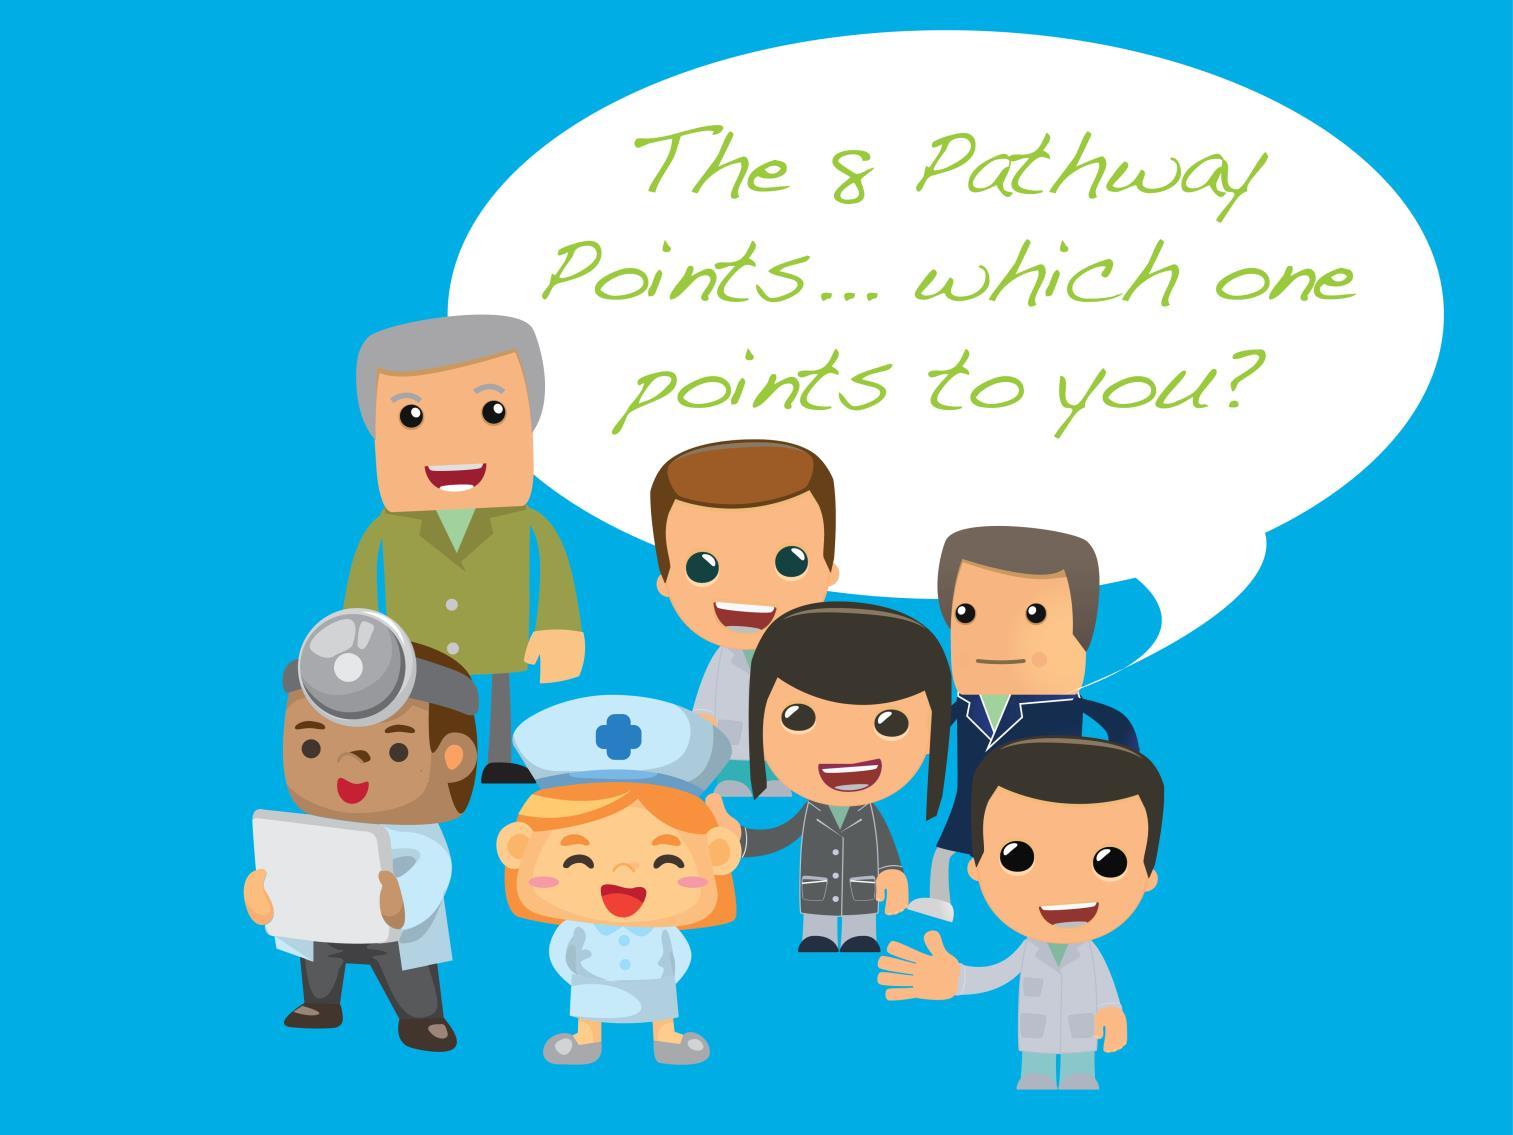 The 8 Pathway
Points... which one
points to you?